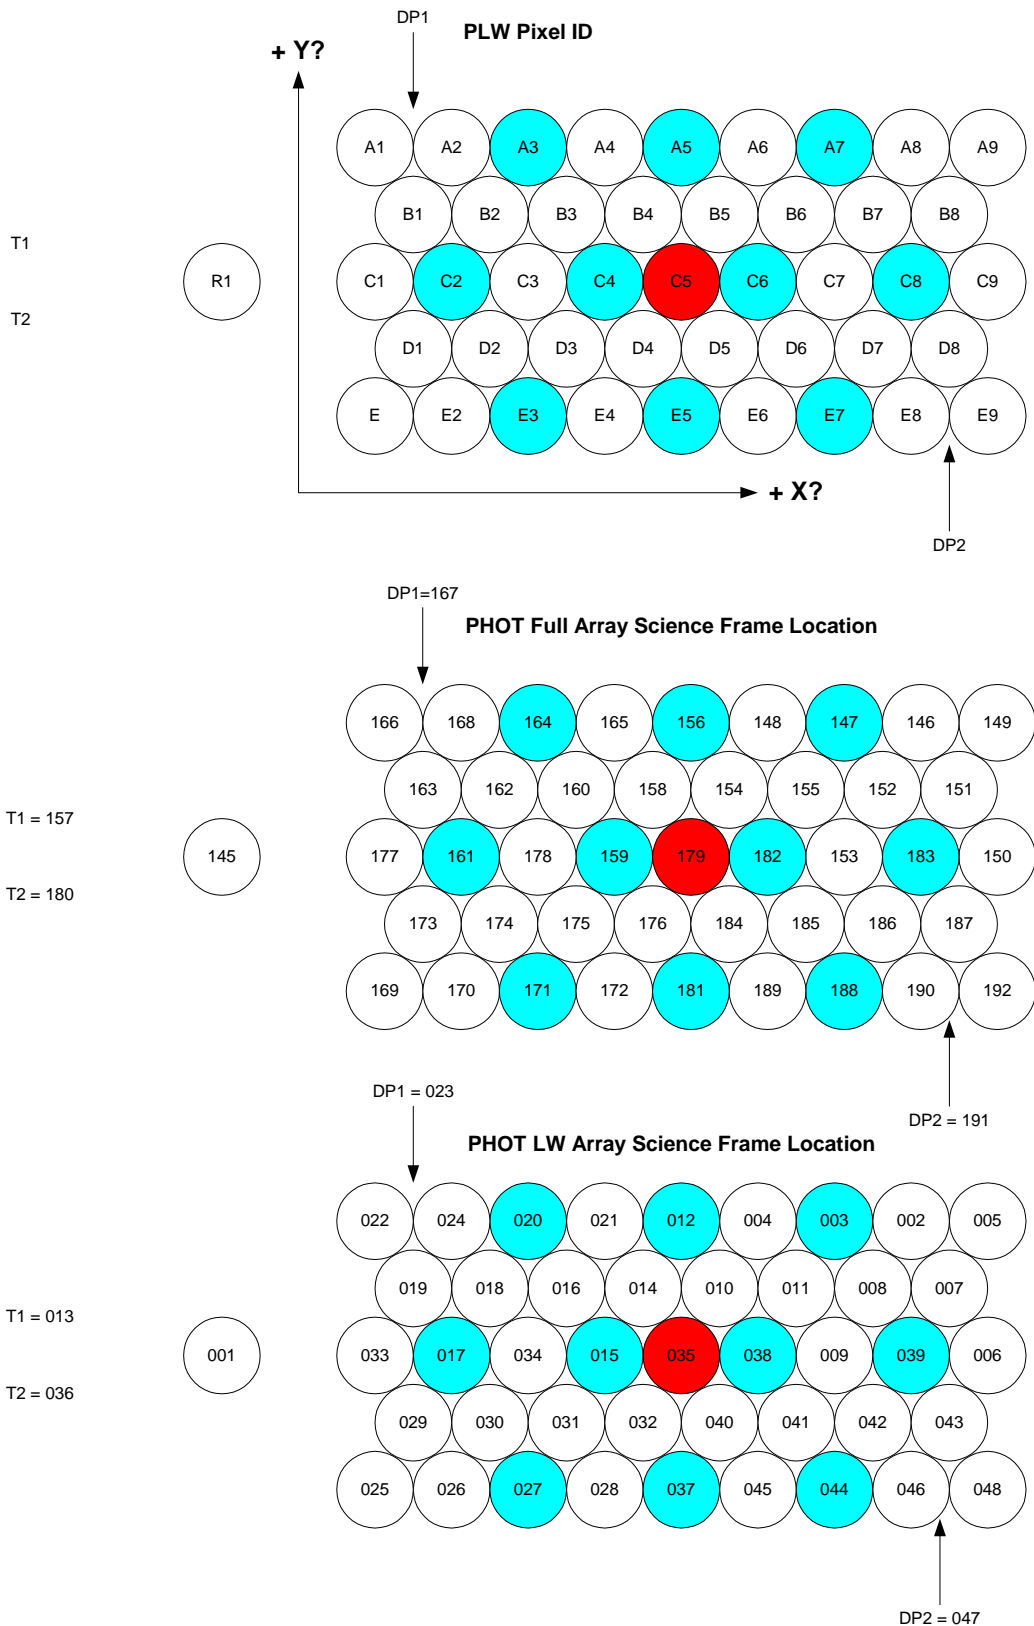 DP1
PLW Pixel ID
+ Y?
A1 A2 A3 A4 A5 A6 A7 A8 A9
B1 B2 B3 B4 B5 B6 B7 B8
T1
R1 C1 C2 C3 C4 C5 C6 C7 C8 C9
T2
D1 D2 D3 D4 D5 D6 D7 D8
E E2 E3 E4 E5 E6 E7 E8 E9
+ X?
DP2
DP1=167
PHOT Full Array Science Frame Location
166 168 164 165 156 148 147 146 149
163 162 160 158 154 155 152 151
T1 = 157
145 177 161 178 159 179 182 153 183 150
T2 = 180
173 174 175 176 184 185 186 187
169 170 171 172 181 189 188 190 192
DP1 = 023
DP2 = 191
PHOT LW Array Science Frame Location
022 024 020 021 012 004 003 002 005
019 018 016 014 010 011 008 007
T1 = 013
001 033 017 034 015 035 038 009 039 006
T2 = 036
029 030 031 032 040 041 042 043
025 026 027 028 037 045 044 046 048
DP2 = 047